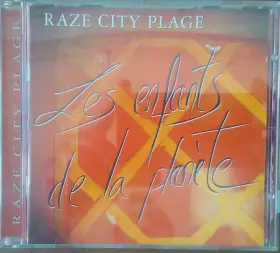 RAZE CITY PLAGE
RAZE CITY PLAGE
Les enfants
de la planète